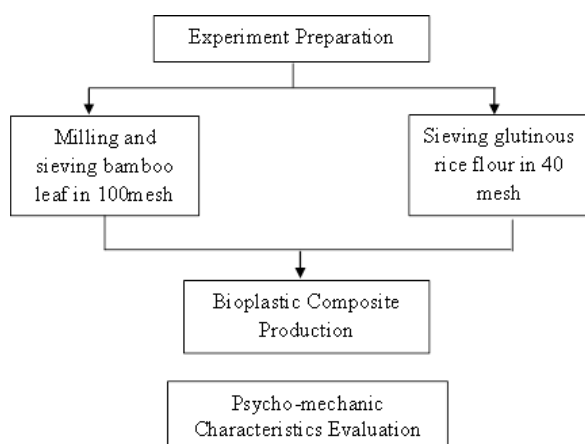 Experiment Preparation
Milling and
sieving bamboo
leaf in 100mesh
Sieving glutinous
rice flour in 40
mesh
Bioplastic Composite
Production
Psycho-mechanic
Characteristics Evaluation